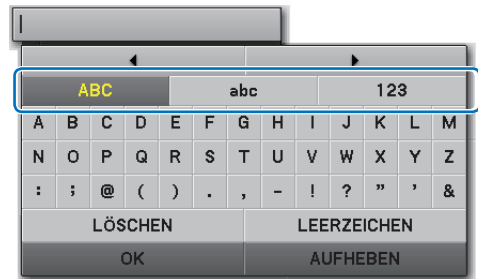 ◀ ▶
ABC abc 123
A B C D E F G H I J K L M
N O P Q R S T U V W X Y Z
: ; @ ( ) . , - ! ? ” ’ &
LÖSCHEN LEERZEICHEN
OK AUFHEBEN